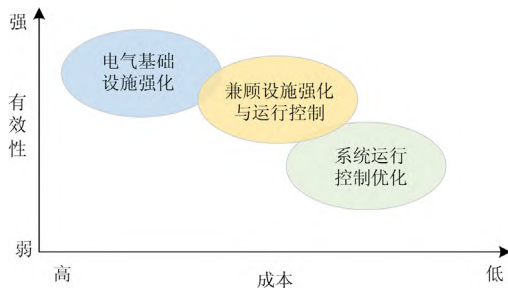 强
有效性
弱
电气基础
设施强化
兼顾设施强化
与运行控制
系统运行
控制优化
高
成本
低